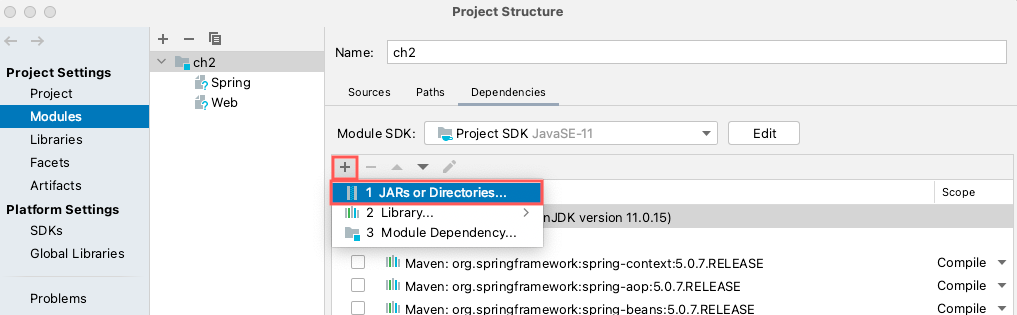 Project Structure
Project Settings
Project
Modules
Libraries
Facets
Artifacts
Platform Settings
SDKs
Global Libraries
Problems
ch2
Spring
Web
Name: ch2
Sources Paths Dependencies
Module SDK: Project SDK JavaSE-11 Edit
1 JARs or Directories...
2 Library...
3 Module Dependency...
Scope
nJDK version 11.0.15)
Maven: org.springframework:spring-context:5.0.7.RELEASE Compile
Maven: org.springframework:spring-aop:5.0.7.RELEASE Compile
Maven: org.springframework:spring-beans:5.0.7.RELEASE Compile